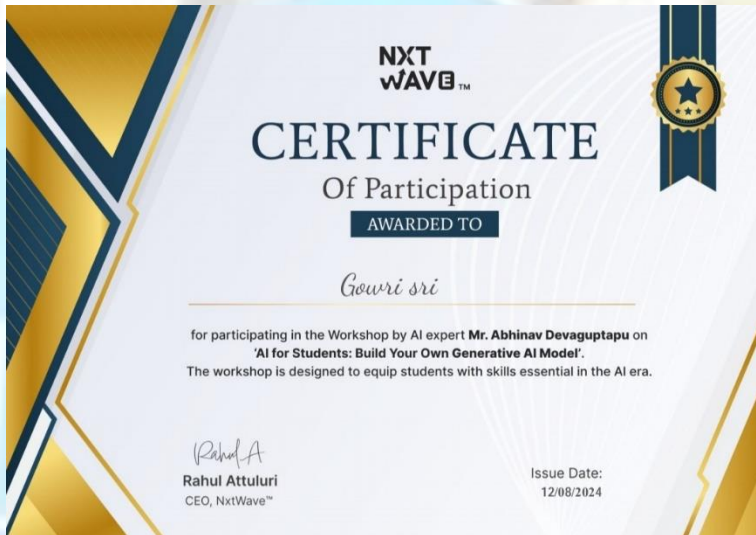 NXT
WAVE™
CERTIFICATE
Of Participation
AWARDED TO
Gowri sri
for participating in the Workshop by AI expert Mr. Abhinav Devaguptapu on
'AI for Students: Build Your Own Generative AI Model'.
The workshop is designed to equip students with skills essential in the AI era.
Rahul A
Rahul Attuluri
CEO, NxtWave™
Issue Date:
12/08/2024